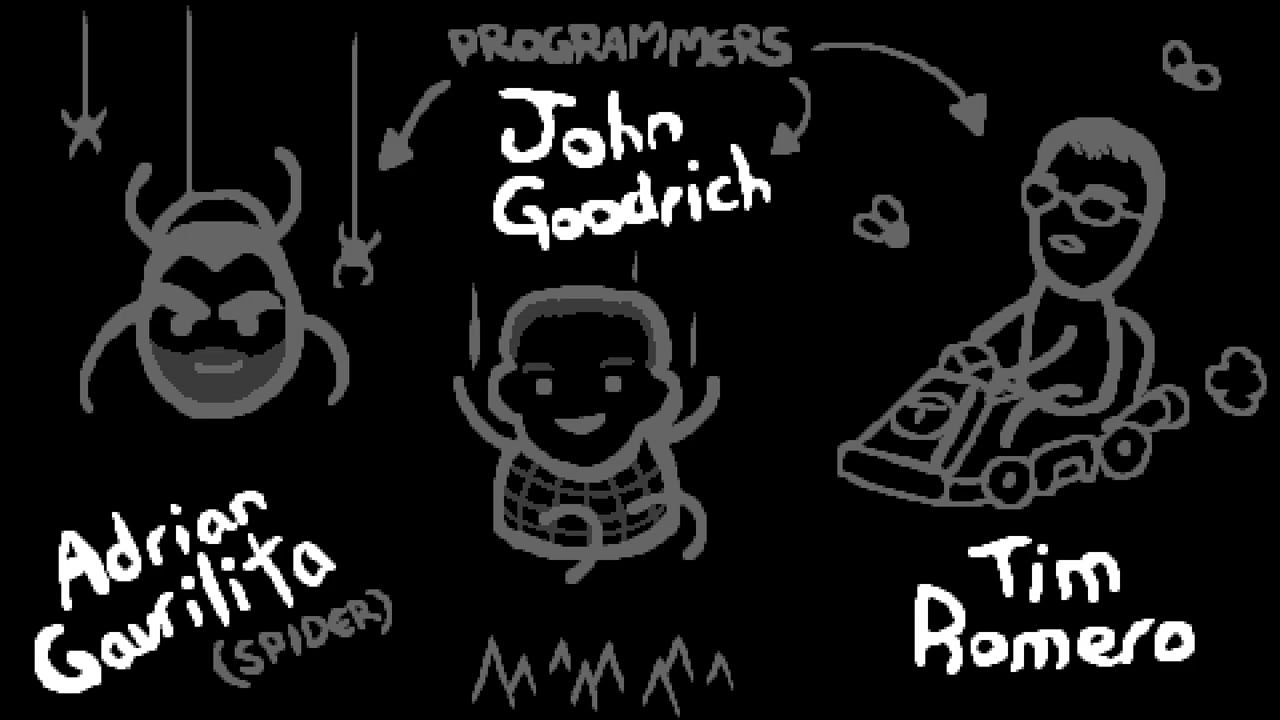 PROGRAMMERS
John
Goodrich
Adrian
Gavrilita
(SPIDER)
Tim
Romero